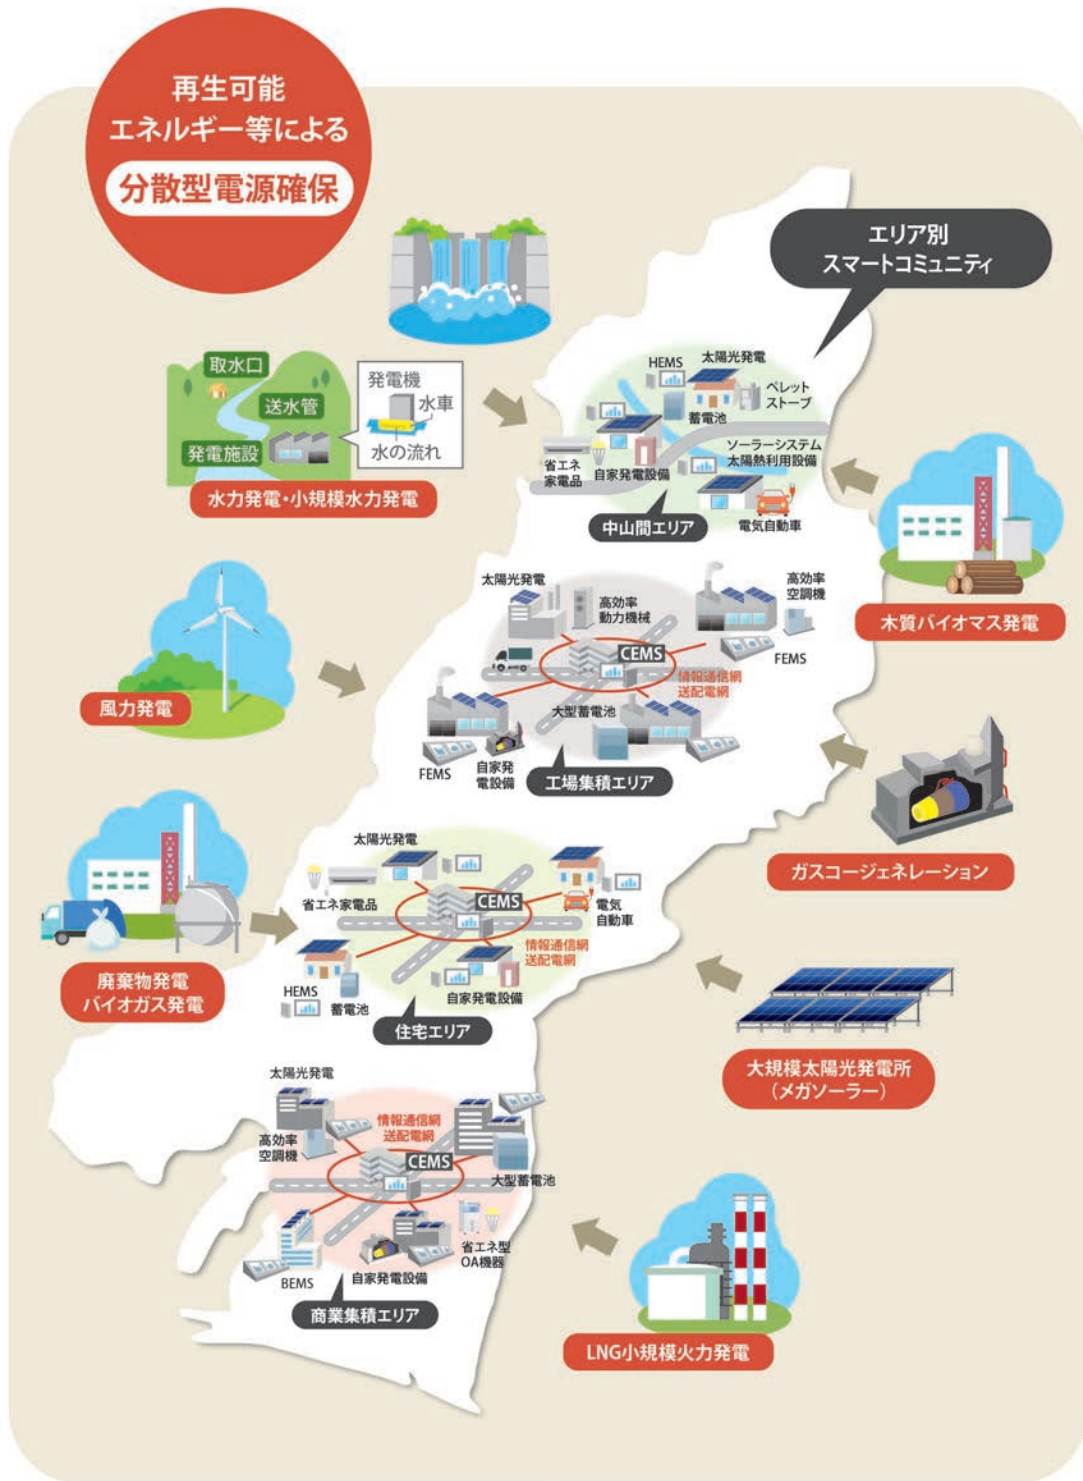 再生可能
エネルギー等による
分散型電源確保
エリア別
スマートコミュニティ
取水口
送水管
発電施設
発電機
水車
水の流れ
水力発電・小規模水力発電
HEMS
太陽光発電
ペレット
ストーブ
蓄電池
省エネ
家電品
自家発電設備
ソーラーシステム
太陽熱利用設備
電気自動車
中山間エリア
木質バイオマス発電
風力発電
太陽光発電
高効率
動力機械
高効率
空調機
CEMS
FEMS
情報通信網
送配電網
大型蓄電池
FEMS
自家発
電設備
工場集積エリア
ガスコージェネレーション
太陽光発電
省エネ家電品
CEMS
電気
自動車
情報通信網
送配電網
HEMS
蓄電池
自家発電設備
住宅エリア
廃棄物発電
バイオガス発電
大規模太陽光発電所
(メガソーラー)
太陽光発電
情報通信網
送配電網
高効率
空調機
CEMS
大型蓄電池
省エネ型
OA機器
BEMS
自家発電設備
商業集積エリア
LNG小規模火力発電